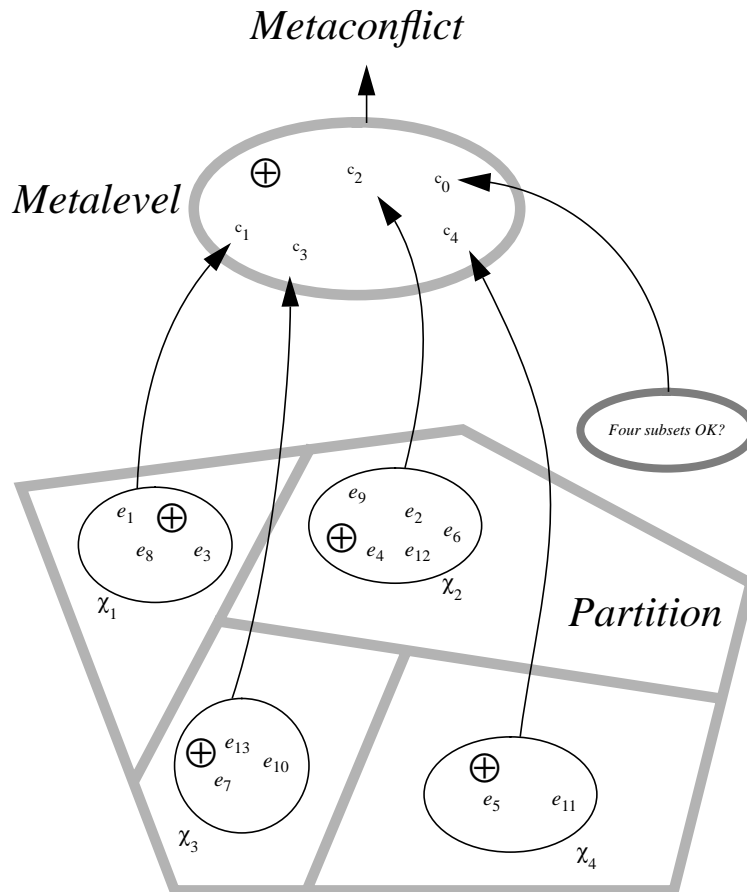 Metaconflict
⊕ c₂ c₀
Metalevel
c₁ c₃ c₄
Four subsets OK?
e₉
e₁ ⊕ e₂ e₆
e₈ e₃ ⊕ e₄ e₁₂
χ₁ χ₂
Partition
⊕ e₁₃ e₁₀
e₇
⊕
e₅ e₁₁
χ₃ χ₄